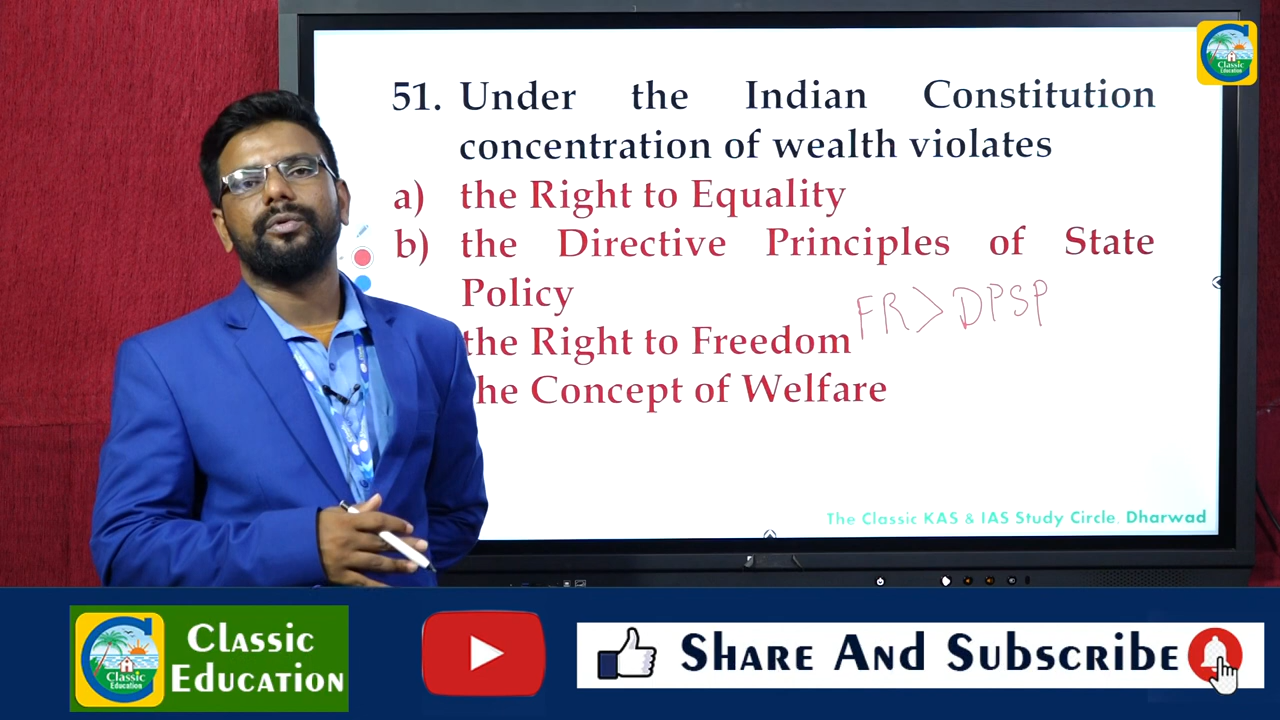 51. Under the Indian Constitution
concentration of wealth violates
a) the Right to Equality
b) the Directive Principles of State
Policy
FR > DPSP
the Right to Freedom
he Concept of Welfare
The Classic KAS & IAS Study Circle, Dharwad
Classic
Education
Classic
Education
Classic
Education
Share And Subscribe